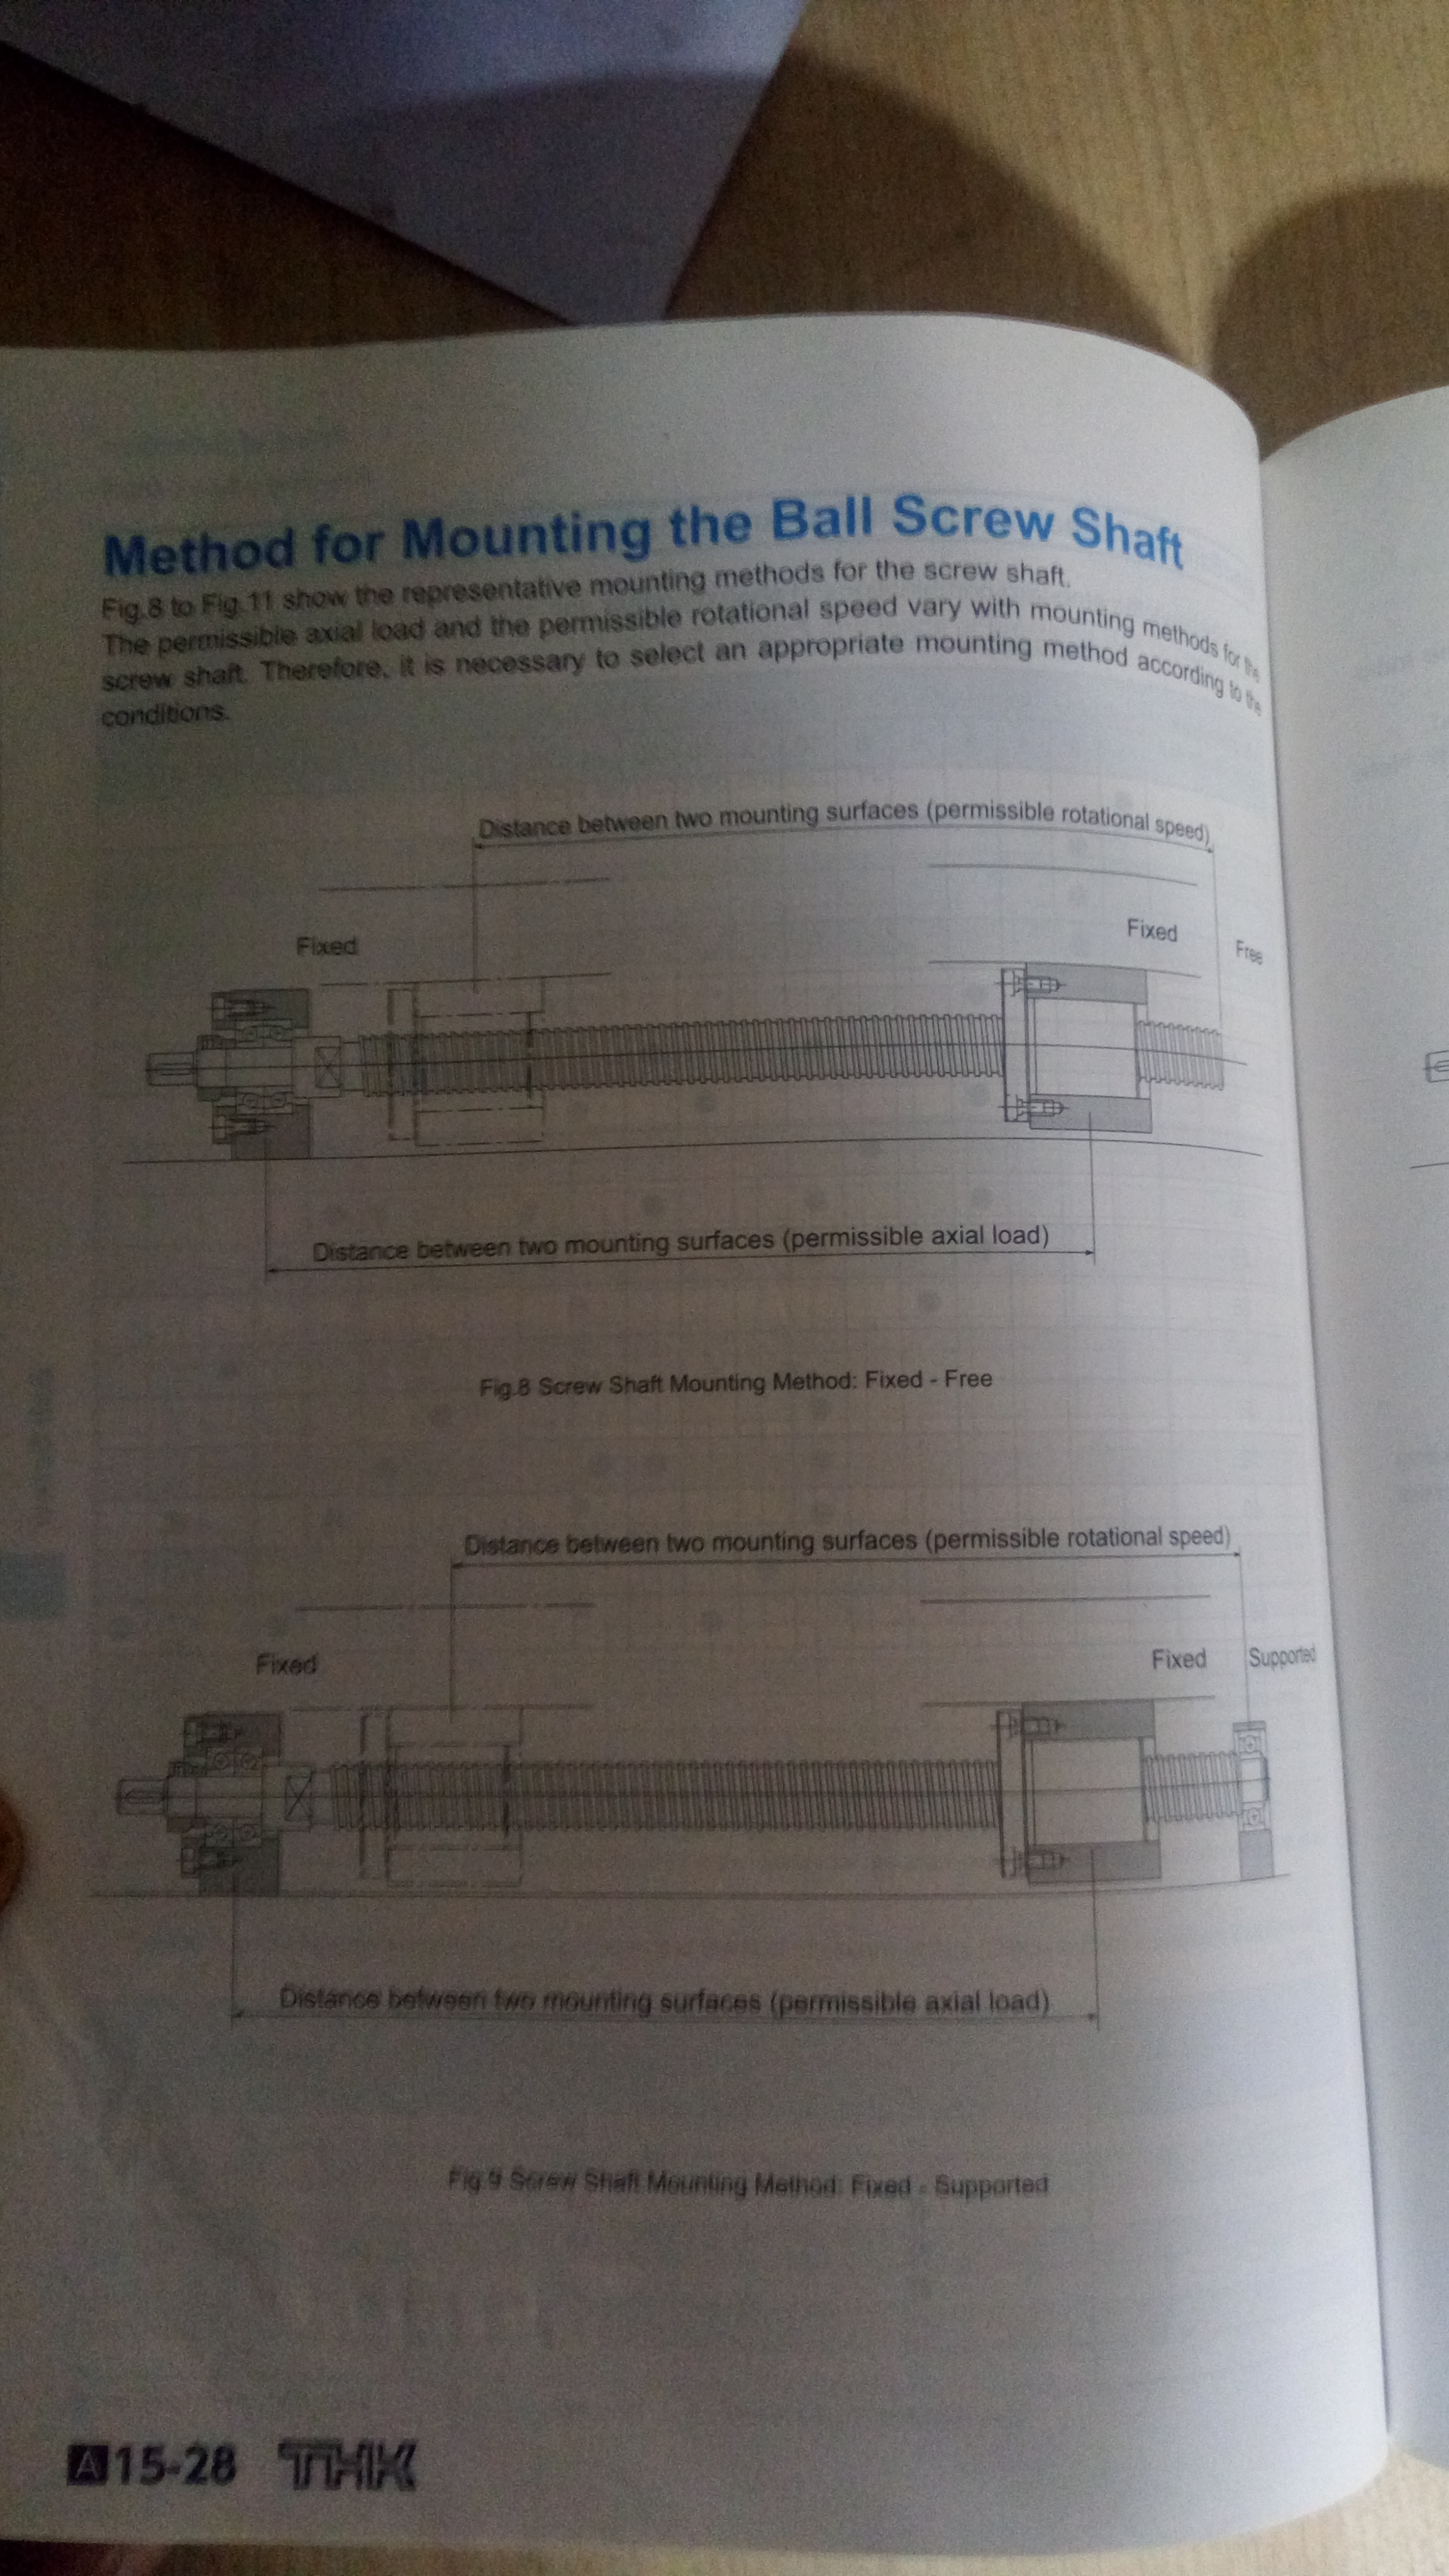 Method for Mounting the Ball Screw Shaft
Fig.8 to Fig.11 show the representative mounting methods for the screw shaft.
The permissible axial load and the permissible rotational speed vary with mounting methods for the
screw shaft. Therefore, it is necessary to select an appropriate mounting method according to the
conditions.
Distance between two mounting surfaces (permissible rotational speed)
Fixed
Fixed
Free
Distance between two mounting surfaces (permissible axial load)
Fig.8 Screw Shaft Mounting Method: Fixed - Free
Distance between two mounting surfaces (permissible rotational speed)
Fixed
Fixed
Supported
Distance between two mounting surfaces (permissible axial load)
Fig.9 Screw Shaft Mounting Method: Fixed - Supported
A15-28 THK